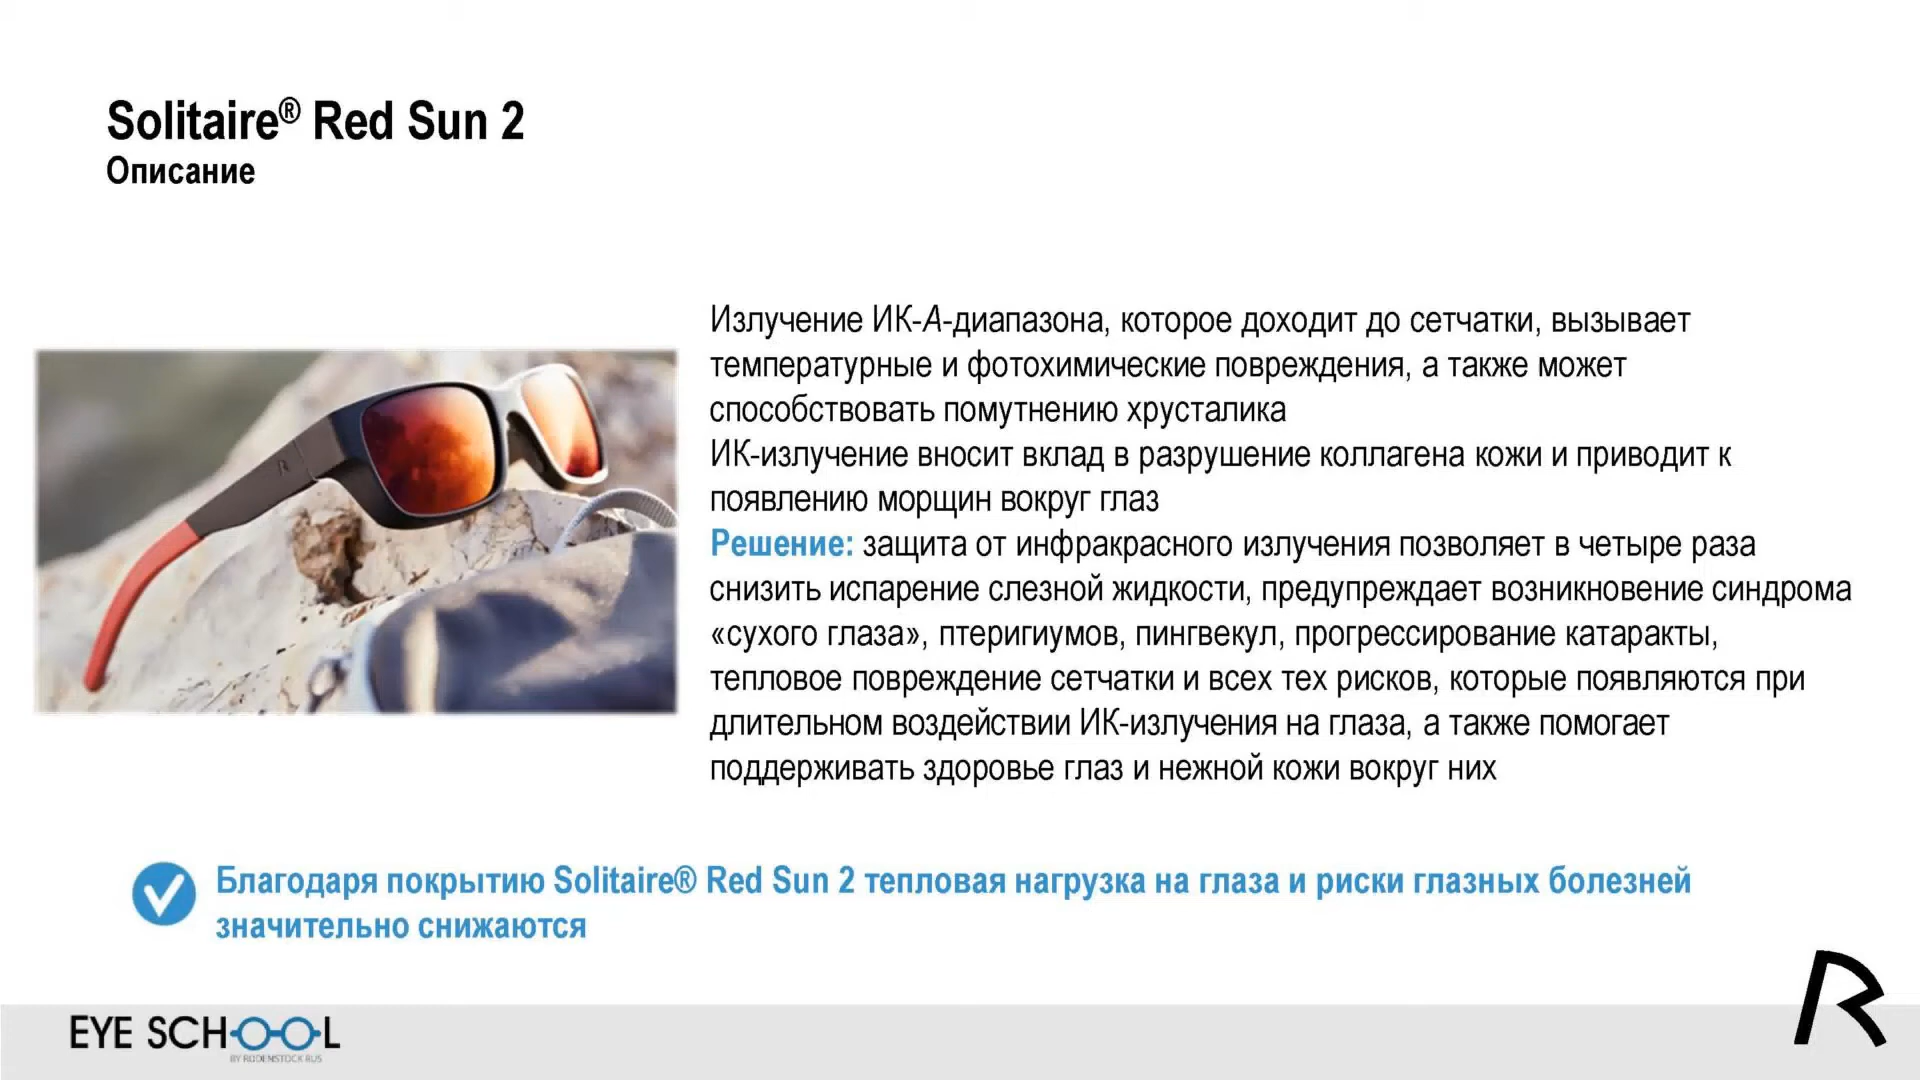 Solitaire® Red Sun 2
Описание
Излучение ИК-А-диапазона, которое доходит до сетчатки, вызывает
температурные и фотохимические повреждения, а также может
способствовать помутнению хрусталика
ИК-излучение вносит вклад в разрушение коллагена кожи и приводит к
появлению морщин вокруг глаз
Решение: защита от инфракрасного излучения позволяет в четыре раза
снизить испарение слезной жидкости, предупреждает возникновение синдрома
«сухого глаза», птеригиумов, пингвекул, прогрессирование катаракты,
тепловое повреждение сетчатки и всех тех рисков, которые появляются при
длительном воздействии ИК-излучения на глаза, а также помогает
поддерживать здоровье глаз и нежной кожи вокруг них
Благодаря покрытию Solitaire® Red Sun 2 тепловая нагрузка на глаза и риски глазных болезней
значительно снижаются
EYE SCHOOL
BY RODENSTOCK RUS
R